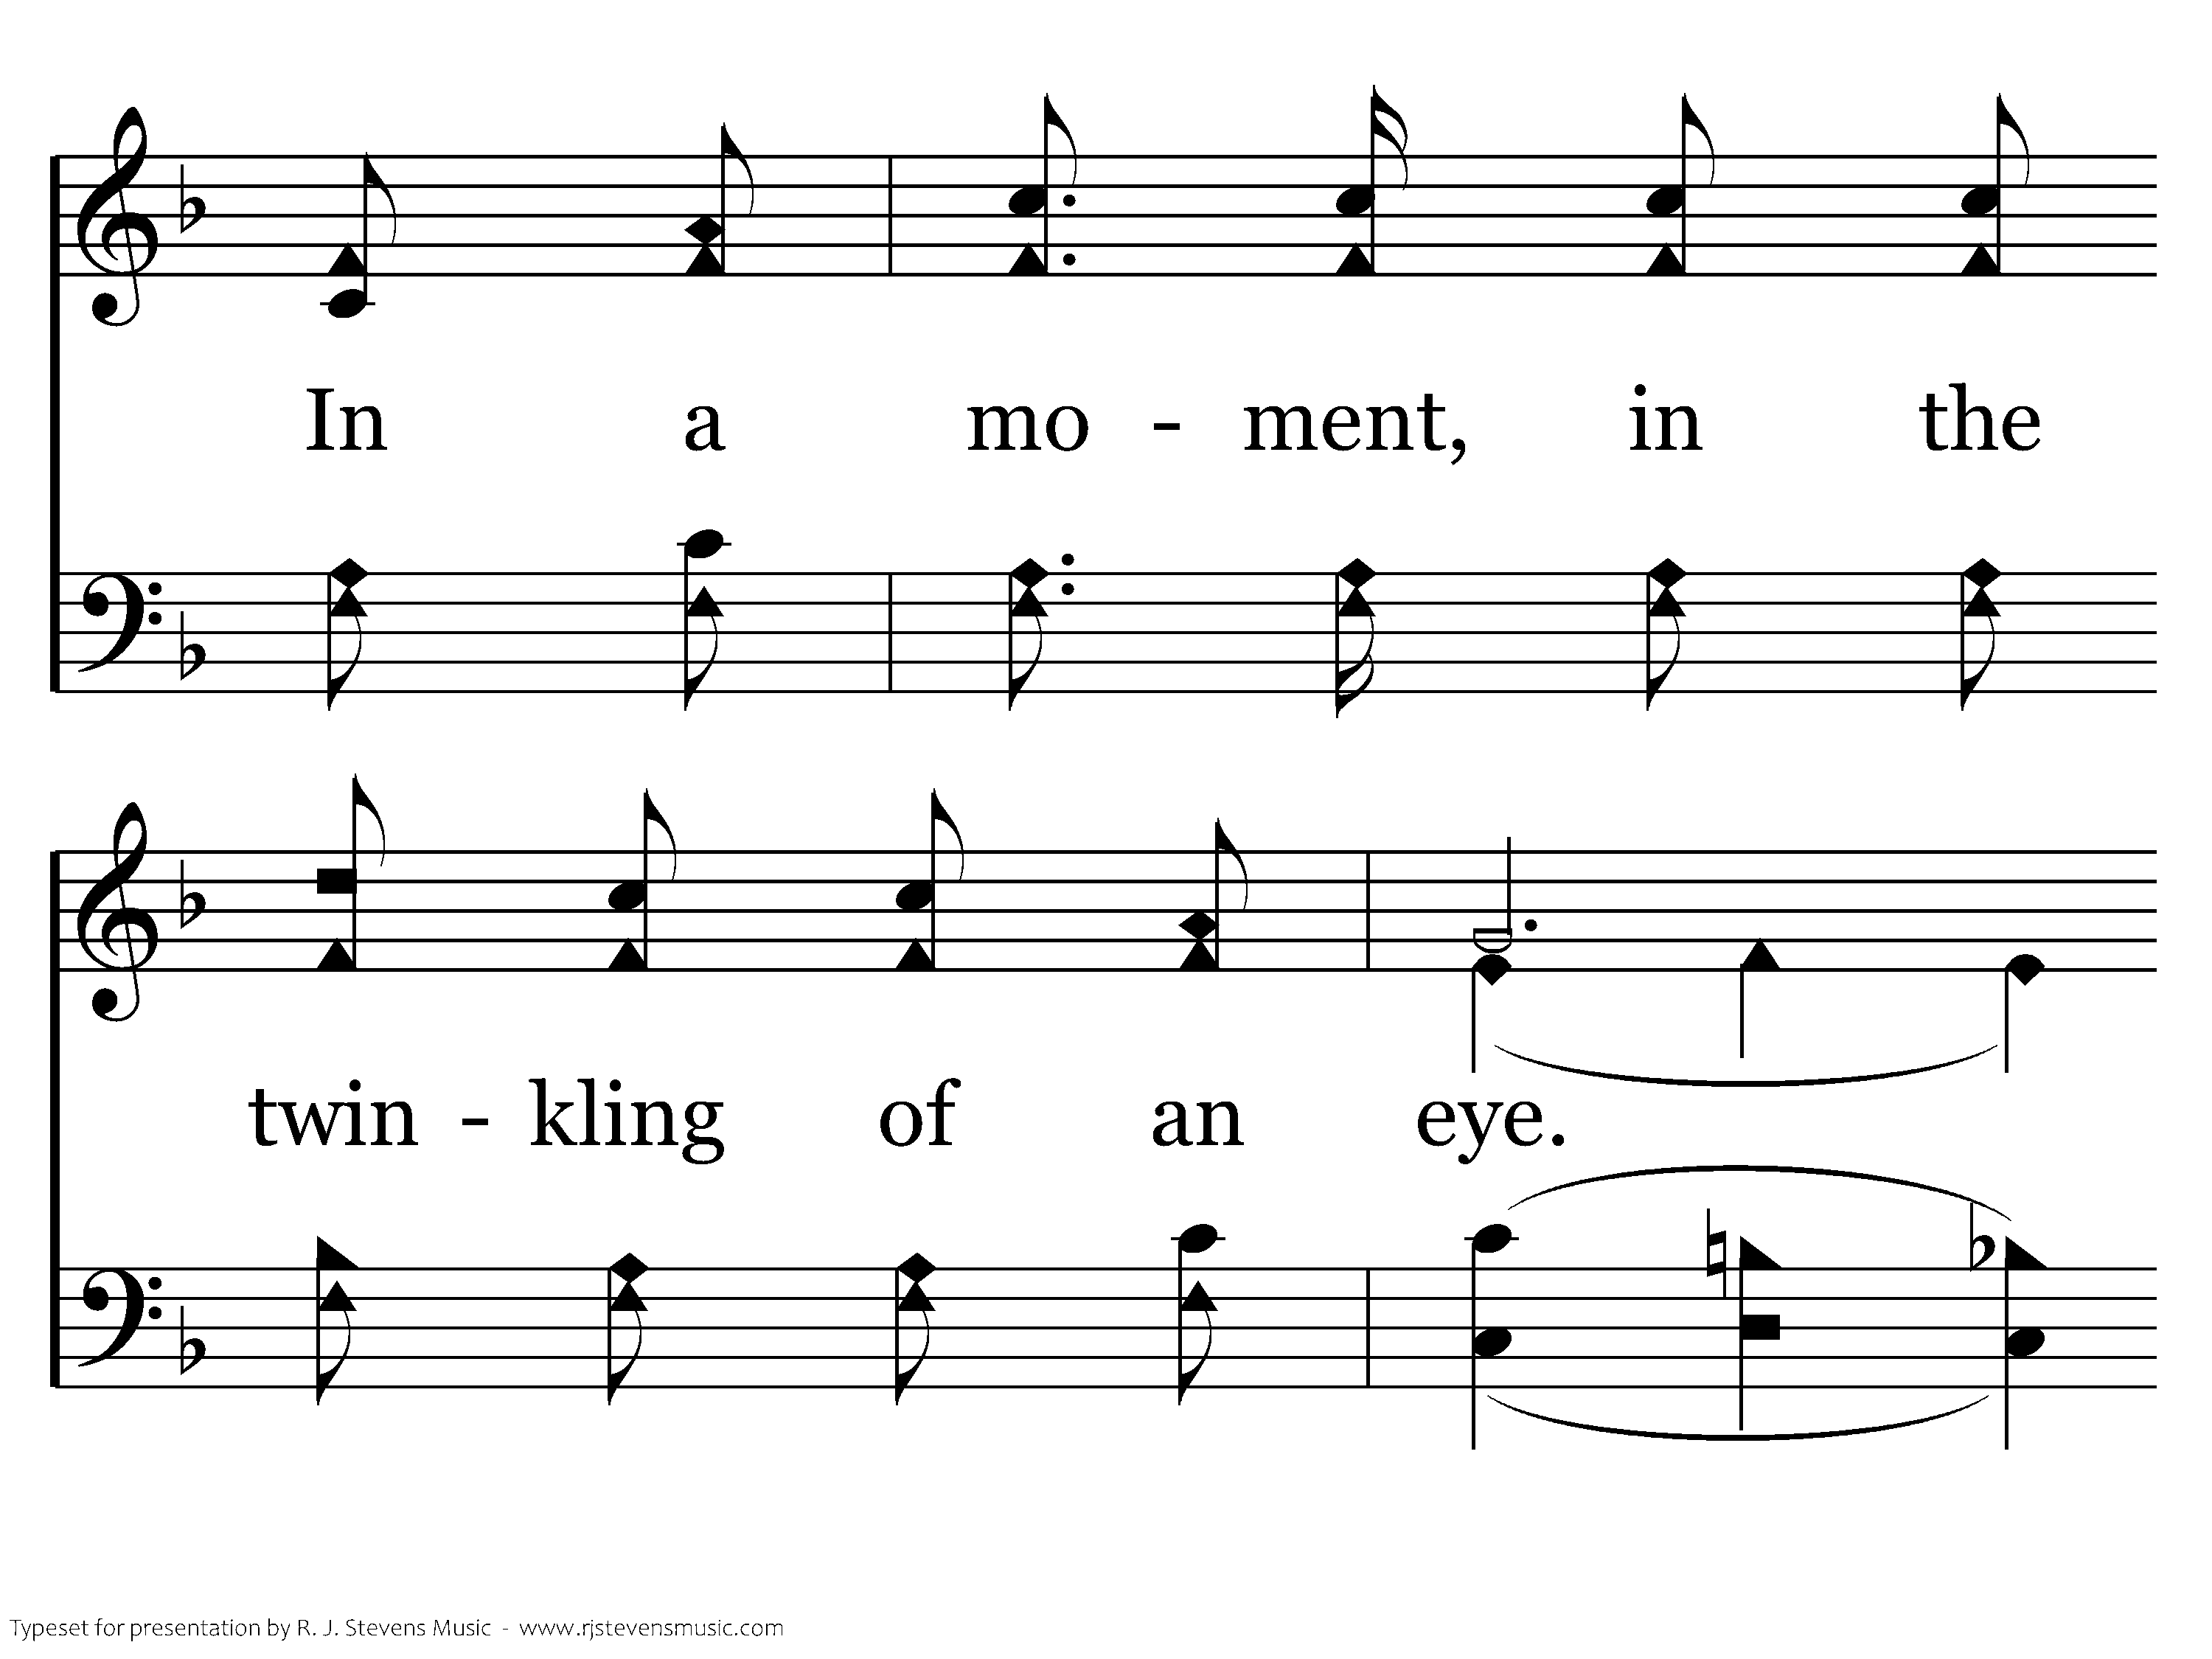 In a mo - ment, in the
twin - kling of an eye.
Typeset for presentation by R. J. Stevens Music - www.rjstevensmusic.com